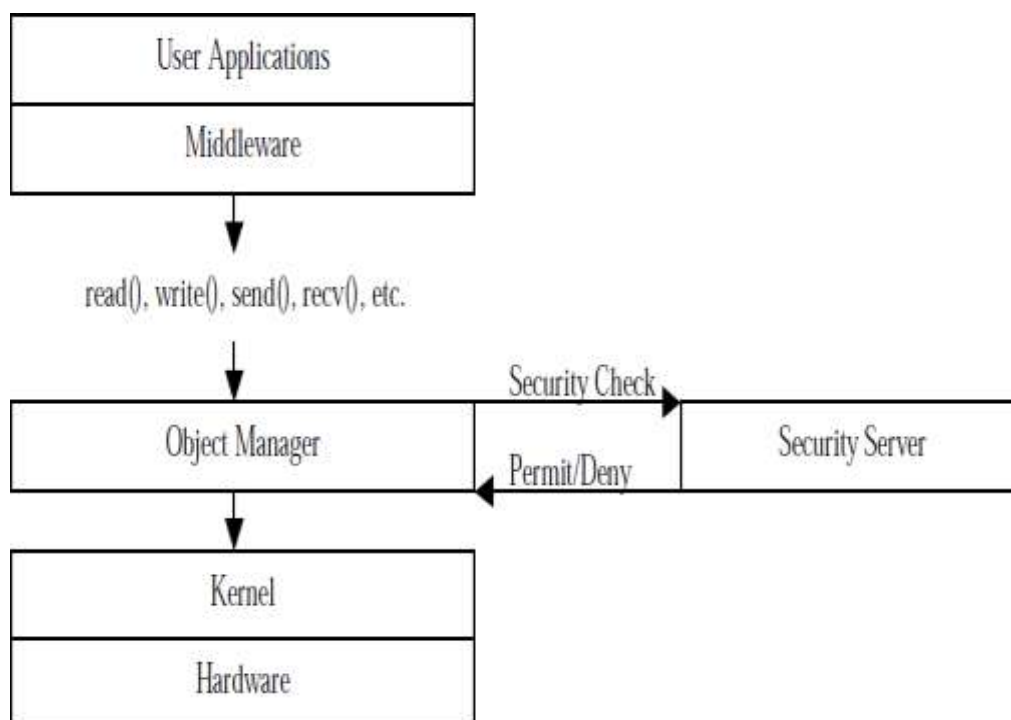 User Applications
Middleware
read(), write(), send(), recv(), etc.
Security Check
Object Manager
Security Server
Permit/Deny
Kernel
Hardware